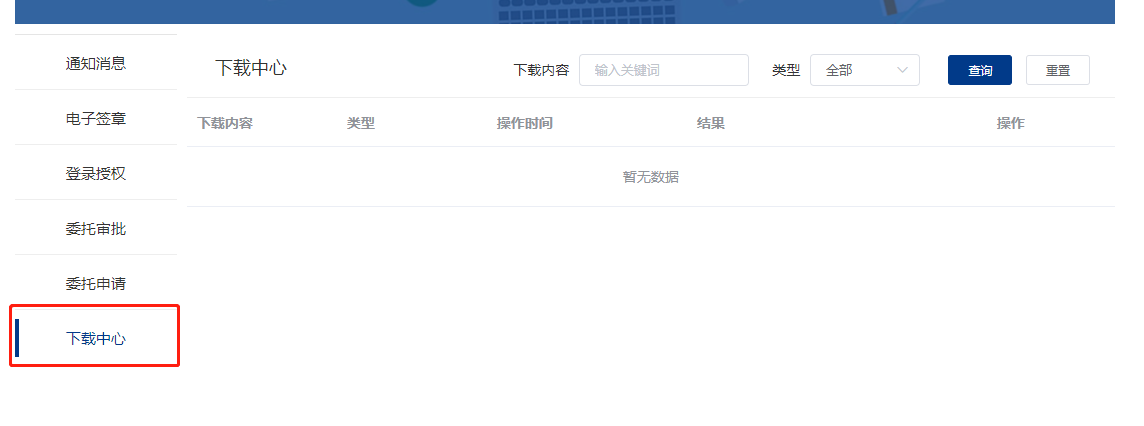 通知消息
电子签章
登录授权
委托审批
委托申请
下载中心
下载中心 下载内容 输入关键词 类型 全部 查询 重置
下载内容 类型 操作时间 结果 操作
暂无数据